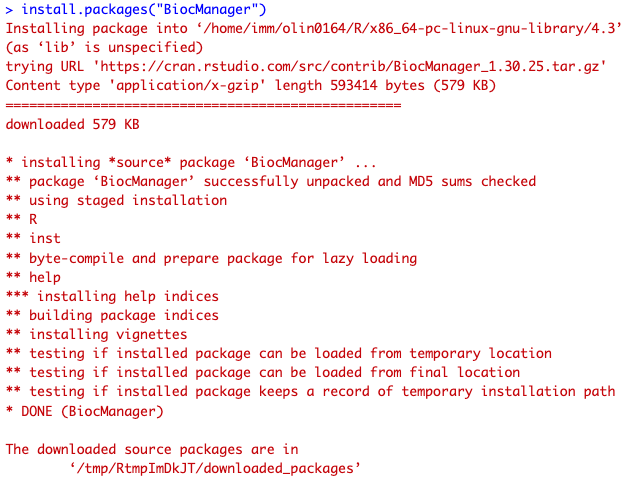 > install.packages("BiocManager")
Installing package into ‘/home/imm/olin0164/R/x86_64-pc-linux-gnu-library/4.3’
(as ‘lib’ is unspecified)
trying URL 'https://cran.rstudio.com/src/contrib/BiocManager_1.30.25.tar.gz'
Content type 'application/x-gzip' length 593414 bytes (579 KB)
==================================================
downloaded 579 KB

* installing *source* package ‘BiocManager’ ...
** package ‘BiocManager’ successfully unpacked and MD5 sums checked
** using staged installation
** R
** inst
** byte-compile and prepare package for lazy loading
** help
*** installing help indices
** building package indices
** installing vignettes
** testing if installed package can be loaded from temporary location
** testing if installed package can be loaded from final location
** testing if installed package keeps a record of temporary installation path
* DONE (BiocManager)

The downloaded source packages are in
	‘/tmp/RtmpImDkJT/downloaded_packages’